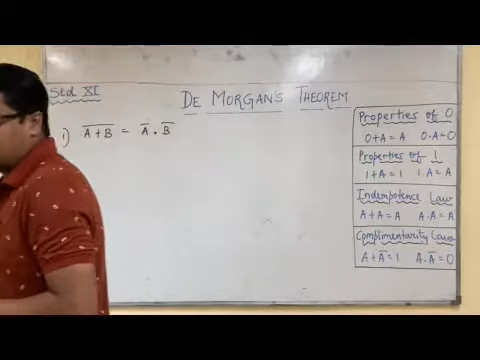 Std XI
DE MORGAN'S THEOREM
i) A̅ ̅+̅ ̅B̅ = A̅ . B̅
Properties of 0
0+A = A 0.A=0
Properties of 1
1+A = 1 1.A = A
Indempotence Law
A+A = A A.A = A
Complimentarity Laws
A+A̅ = 1 A.A̅ = 0